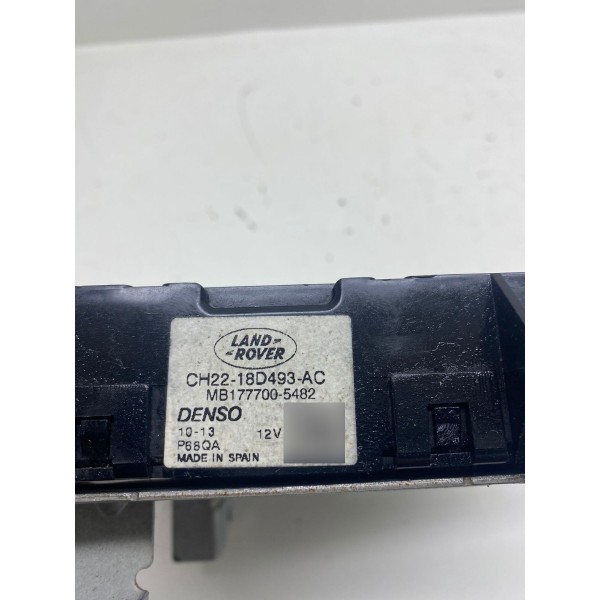 LAND-
-ROVER
CH22-18D493-AC
MB177700-5482
DENSO
10-13 12V
P68QA
MADE IN SPAIN